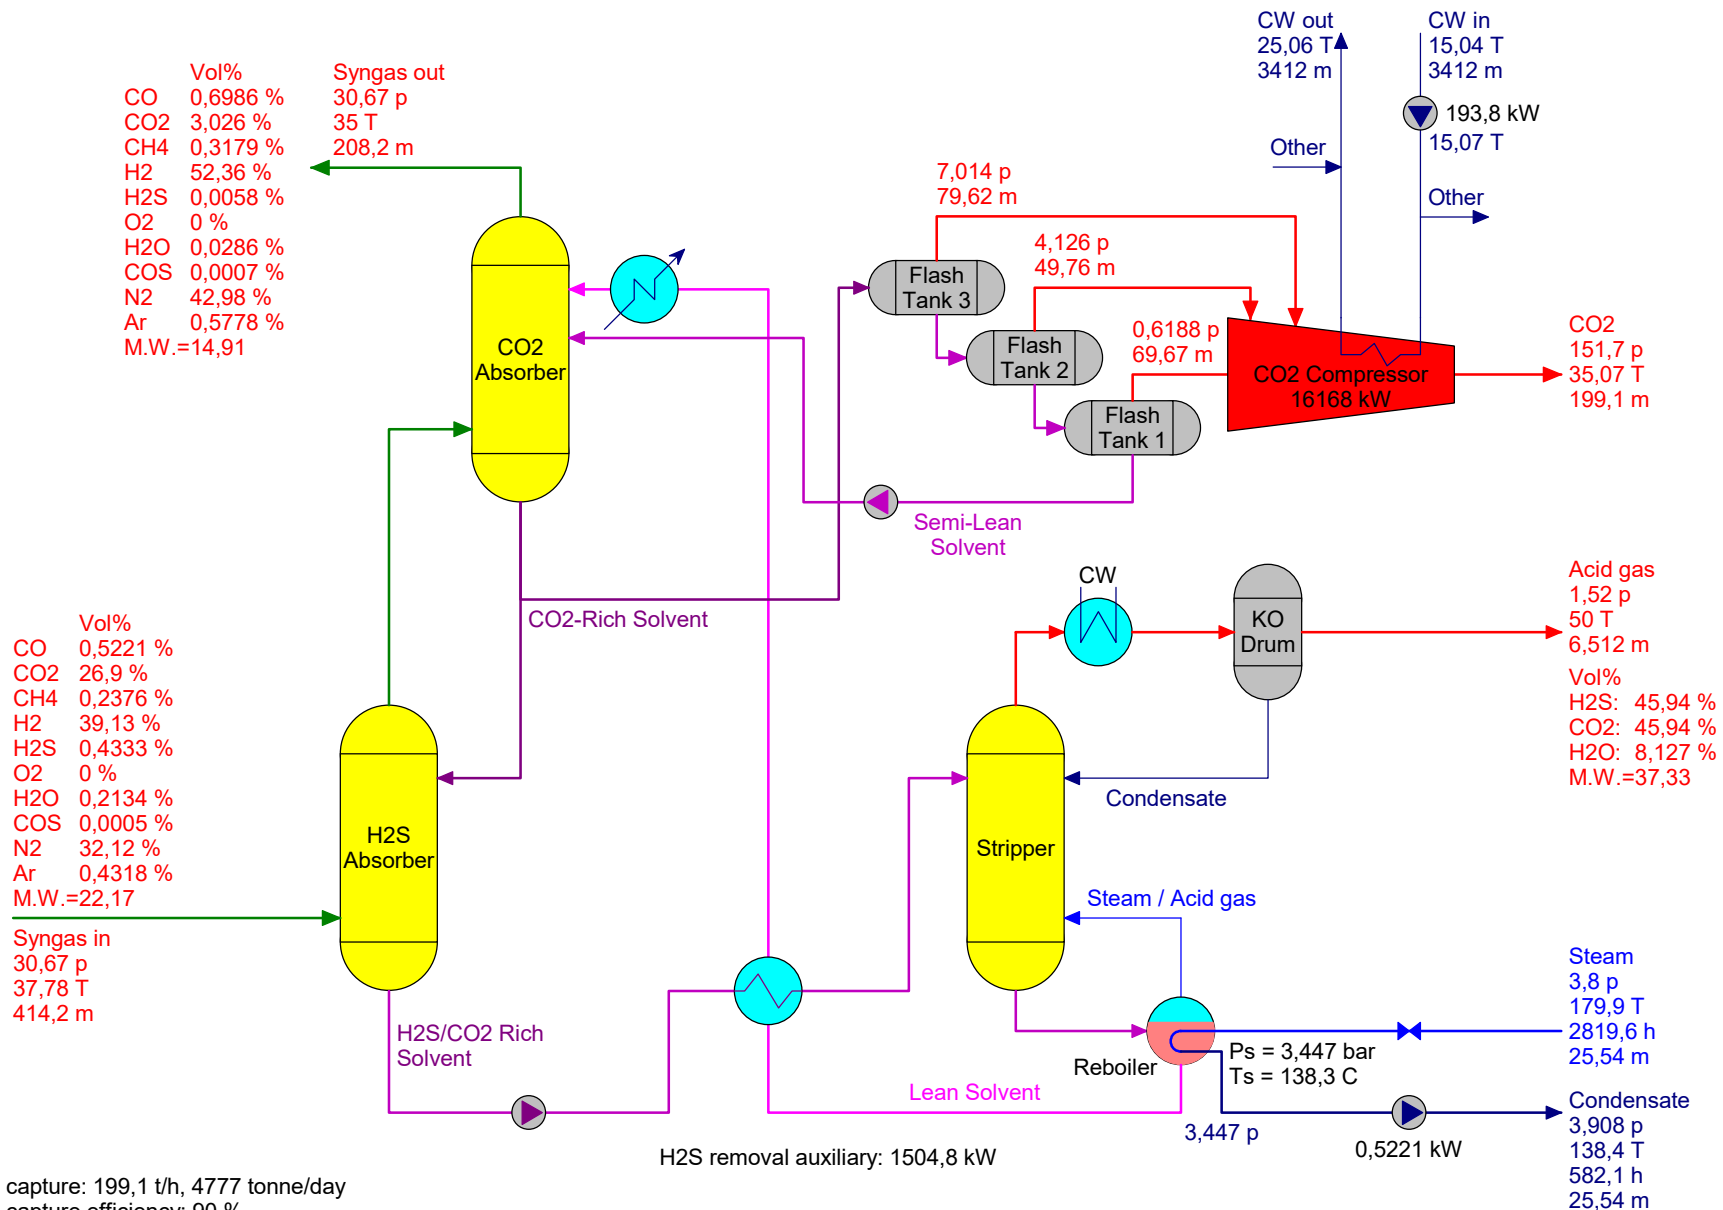 CW out
25,06 T
3412 m
CW in
15,04 T
3412 m
193,8 kW
15,07 T
Other
Other
Vol%
CO 0,6986 %
CO2 3,026 %
CH4 0,3179 %
H2 52,36 %
H2S 0,0058 %
O2 0 %
H2O 0,0286 %
COS 0,0007 %
N2 42,98 %
Ar 0,5778 %
M.W.=14,91
Syngas out
30,67 p
35 T
208,2 m
7,014 p
79,62 m
4,126 p
49,76 m
0,6188 p
69,67 m
Flash
Tank 3
Flash
Tank 2
Flash
Tank 1
CO2 Compressor
16168 kW
CO2
151,7 p
35,07 T
199,1 m
CO2
Absorber
Semi-Lean
Solvent
CO2-Rich Solvent
CW
KO
Drum
Acid gas
1,52 p
50 T
6,512 m
Vol%
H2S: 45,94 %
CO2: 45,94 %
H2O: 8,127 %
M.W.=37,33
Vol%
CO 0,5221 %
CO2 26,9 %
CH4 0,2376 %
H2 39,13 %
H2S 0,4333 %
O2 0 %
H2O 0,2134 %
COS 0,0005 %
N2 32,12 %
Ar 0,4318 %
M.W.=22,17
Syngas in
30,67 p
37,78 T
414,2 m
H2S
Absorber
Condensate
Stripper
Steam / Acid gas
H2S/CO2 Rich
Solvent
Reboiler
Ps = 3,447 bar
Ts = 138,3 C
Steam
3,8 p
179,9 T
2819,6 h
25,54 m
Lean Solvent
3,447 p
0,5221 kW
Condensate
3,908 p
138,4 T
582,1 h
25,54 m
H2S removal auxiliary: 1504,8 kW
capture: 199,1 t/h, 4777 tonne/day
capture efficiency: 90 %